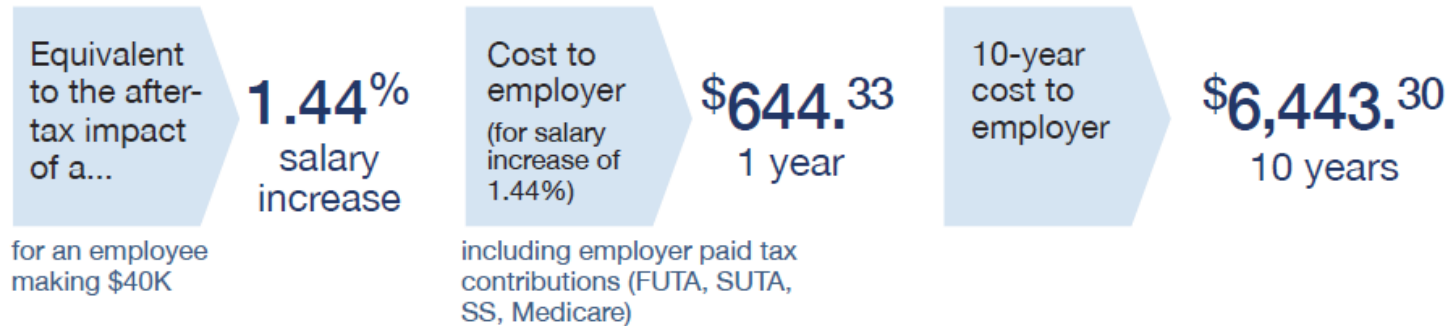 Equivalent
to the after-
tax impact
of a...
1.44%
salary
increase
for an employee
making $40K
Cost to
employer
(for salary
increase of
1.44%)
$644.33
1 year
including employer paid tax
contributions (FUTA, SUTA,
SS, Medicare)
10-year
cost to
employer
$6,443.30
10 years